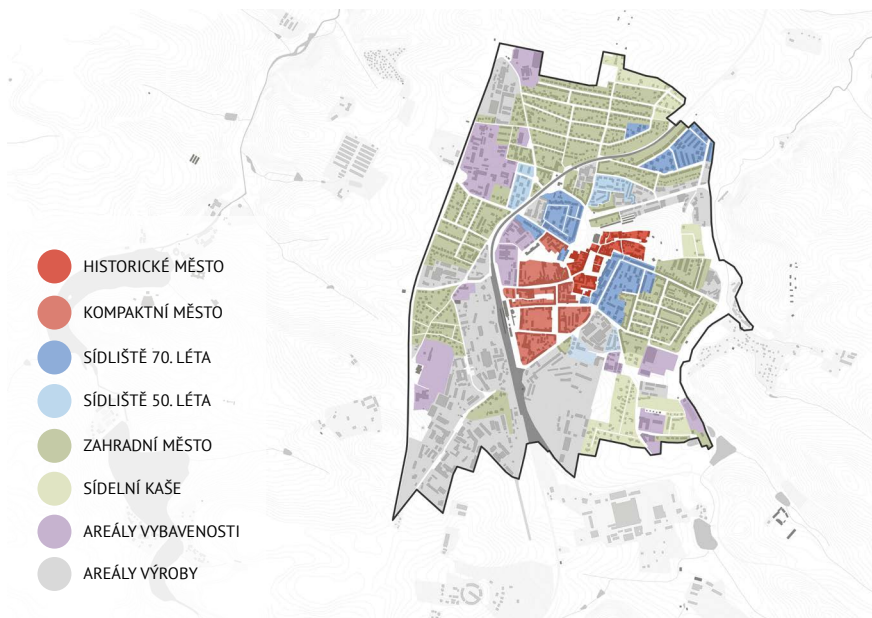 HISTORICKÉ MĚSTO
KOMPAKTNÍ MĚSTO
SÍDLIŠTĚ 70. LÉTA
SÍDLIŠTĚ 50. LÉTA
ZAHRADNÍ MĚSTO
SÍDELNÍ KAŠE
AREÁLY VYBAVENOSTI
AREÁLY VÝROBY